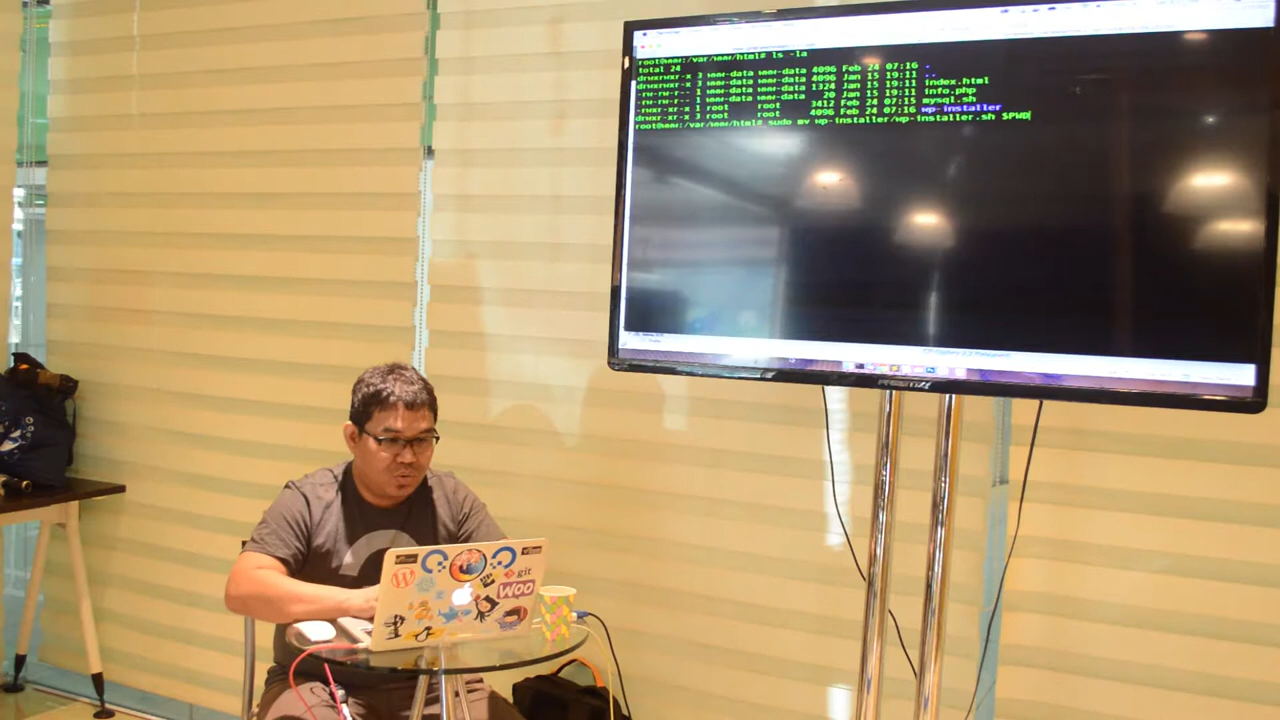 root@www:/var/www/html# ls -la
total 24
drwxrwxr-x 3 www-data www-data 4096 Feb 24 07:16 .
drwxr-xr-x 3 www-data www-data 4096 Jan 15 19:11 ..
-rw-rw-r-- 1 www-data www-data 1324 Jan 15 19:11 index.html
-rw-rw-r-- 1 www-data www-data 20 Jan 15 19:11 info.php
-rwxr-xr-x 1 root root 3412 Feb 24 07:15 mysql.sh
drwxr-xr-x 3 root root 4096 Feb 24 07:16 wp-installer
root@www:/var/www/html# sudo mv wp-installer/wp-installer.sh $PWD
git
WOO